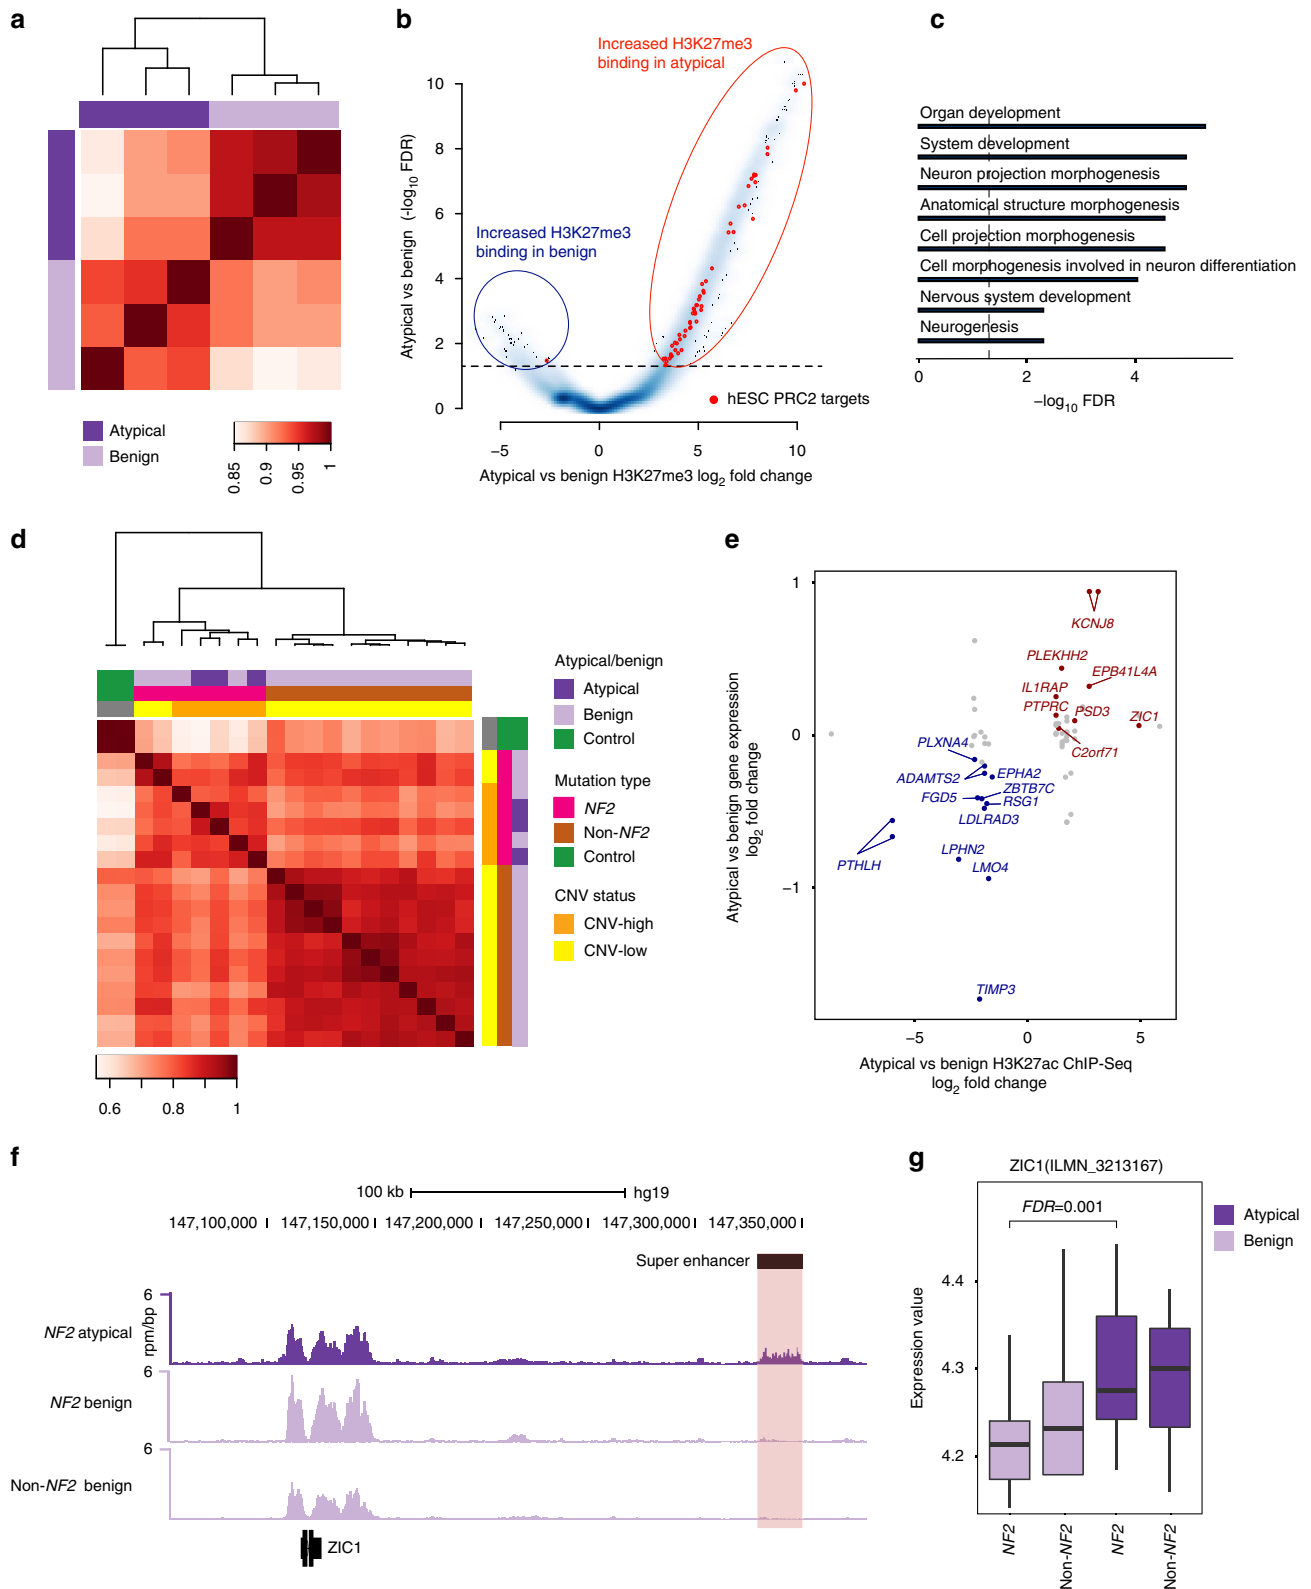 a
Atypical
Benign
0.85
0.9
0.95
1
b
Increased H3K27me3
binding in atypical
Increased H3K27me3
binding in benign
Atypical vs benign (-log10 FDR)
10
8
6
4
2
0
hESC PRC2 targets
−5
0
5
10
Atypical vs benign H3K27me3 log2 fold change
c
Organ development
System development
Neuron projection morphogenesis
Anatomical structure morphogenesis
Cell projection morphogenesis
Cell morphogenesis involved in neuron differentiation
Nervous system development
Neurogenesis
0
2
4
−log10 FDR
d
Atypical/benign
Atypical
Benign
Control
Mutation type
NF2
Non-NF2
Control
CNV status
CNV-high
CNV-low
0.6
0.8
1
e
Atypical vs benign gene expression
log2 fold change
1
0
−1
KCNJ8
PLEKHH2
EPB41L4A
IL1RAP
PTPRC
PSD3
ZIC1
C2orf71
PLXNA4
ADAMTS2
EPHA2
ZBTB7C
FGD5
RSG1
LDLRAD3
PTHLH
LPHN2
LMO4
TIMP3
−5
0
5
Atypical vs benign H3K27ac ChIP-Seq
log2 fold change
f
100 kb
hg19
147,100,000
147,150,000
147,200,000
147,250,000
147,300,000
147,350,000
Super enhancer
6
rpm/bp
NF2 atypical
6
NF2 benign
6
Non-NF2 benign
ZIC1
g
ZIC1(ILMN_3213167)
FDR=0.001
Atypical
Benign
Expression value
4.4
4.3
4.2
NF2
Non-NF2
NF2
Non-NF2